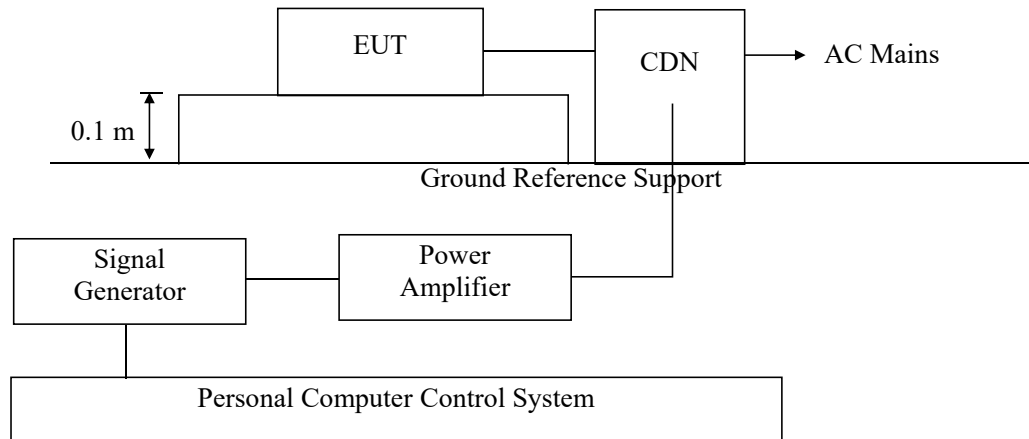 EUT
CDN
AC Mains
0.1 m
Ground Reference Support
Signal
Generator
Power
Amplifier
Personal Computer Control System